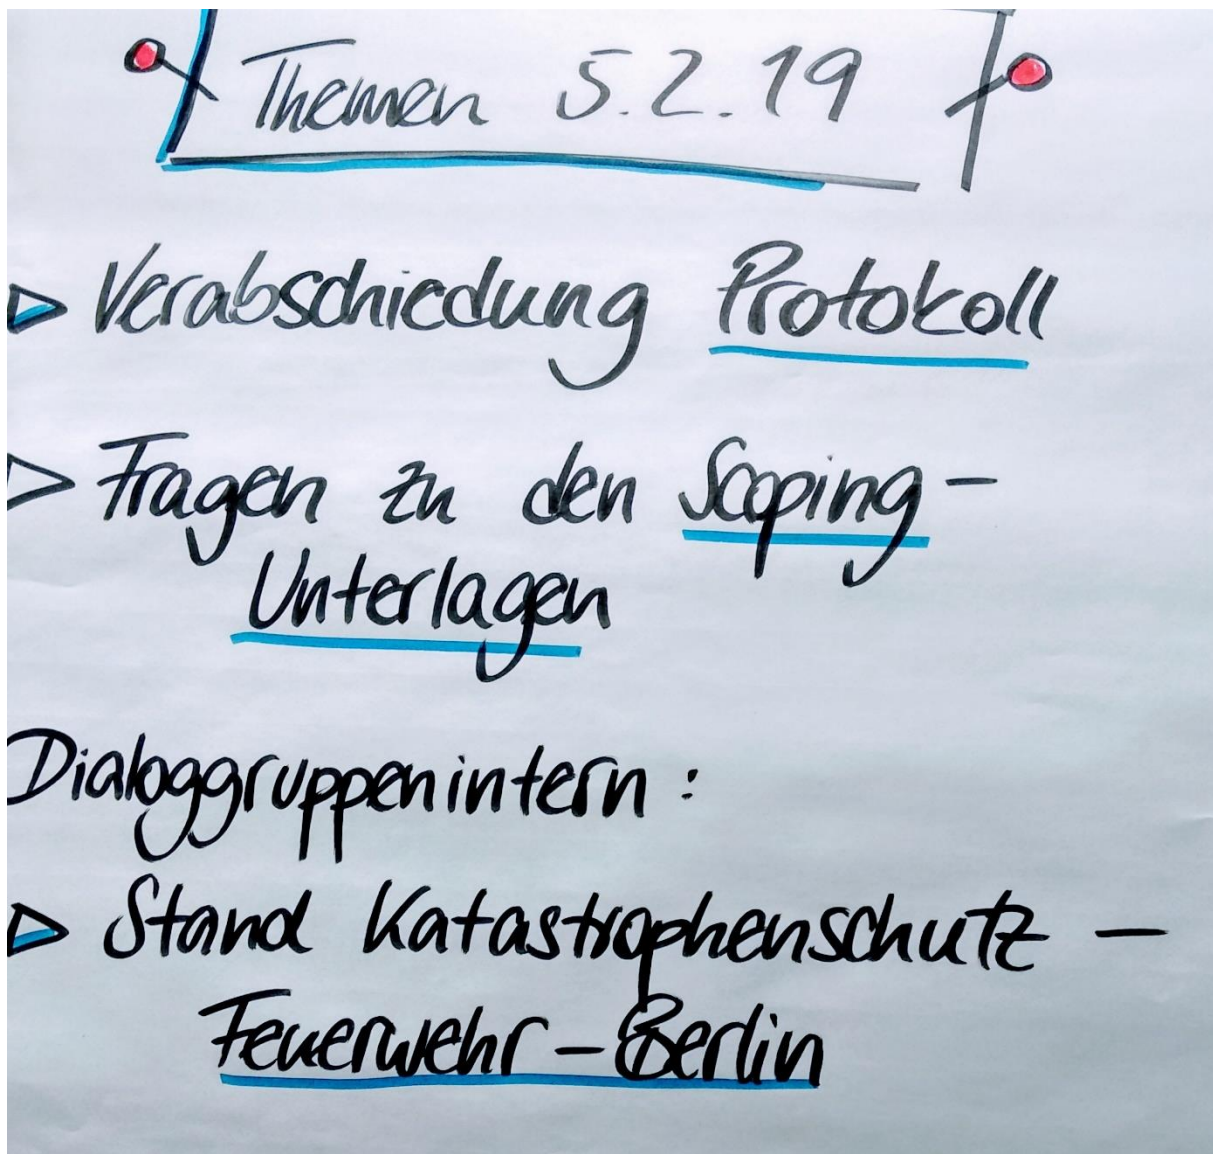 Themen 5.2.19
Verabschiedung Protokoll
Fragen zu den Scoping-
Unterlagen
Dialoggruppenintern:
Stand Katastrophenschutz -
Feuerwehr - Berlin